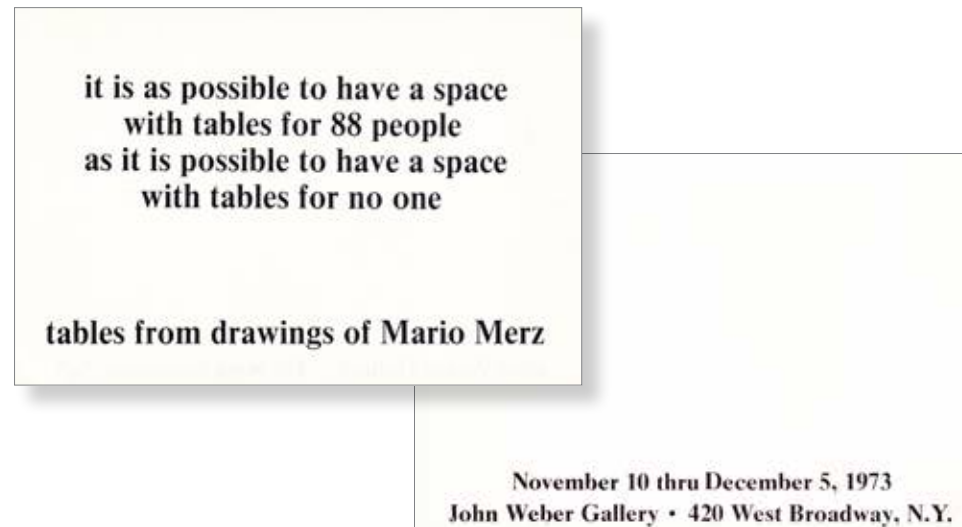 it is as possible to have a space
with tables for 88 people
as it is possible to have a space
with tables for no one
tables from drawings of Mario Merz
November 10 thru December 5, 1973
John Weber Gallery • 420 West Broadway, N.Y.